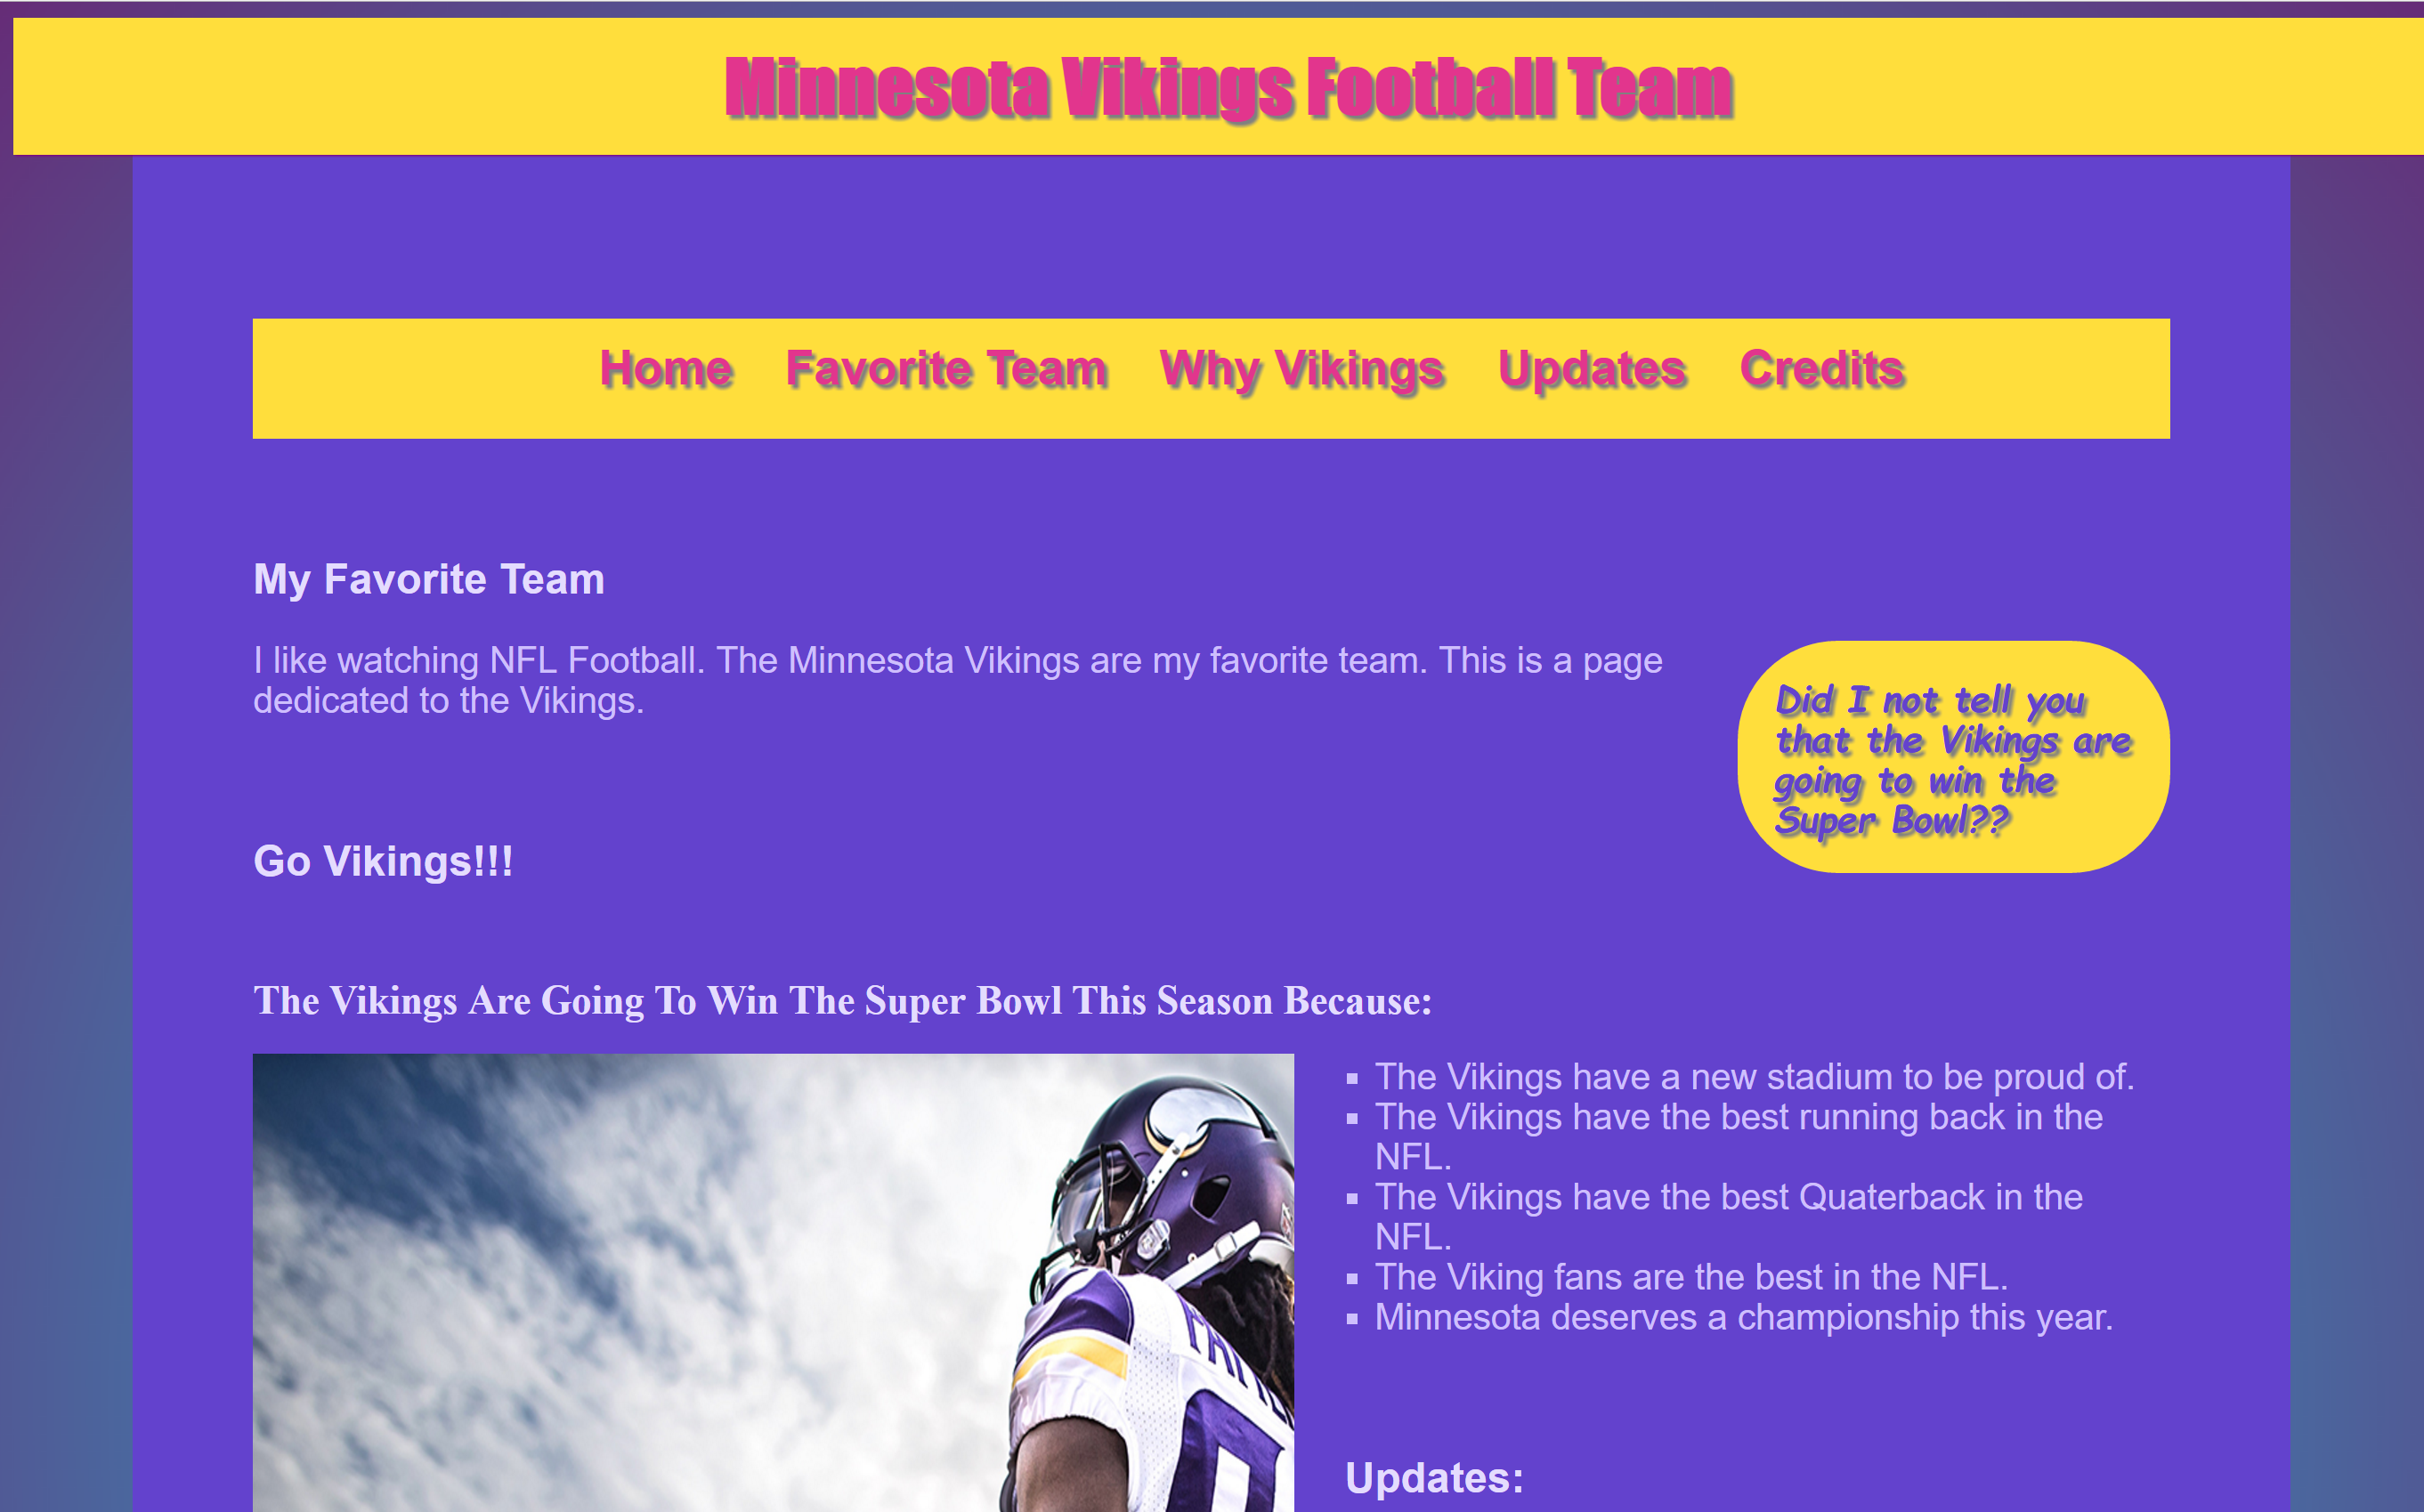 Minnesota Vikings Football Team
Home Favorite Team Why Vikings Updates Credits
My Favorite Team
I like watching NFL Football. The Minnesota Vikings are my favorite team. This is a page
dedicated to the Vikings.
Did I not tell you
that the Vikings are
going to win the
Super Bowl??
Go Vikings!!!
The Vikings Are Going To Win The Super Bowl This Season Because:
The Vikings have a new stadium to be proud of.
The Vikings have the best running back in the
NFL.
The Vikings have the best Quaterback in the
NFL.
The Viking fans are the best in the NFL.
Minnesota deserves a championship this year.
Updates: